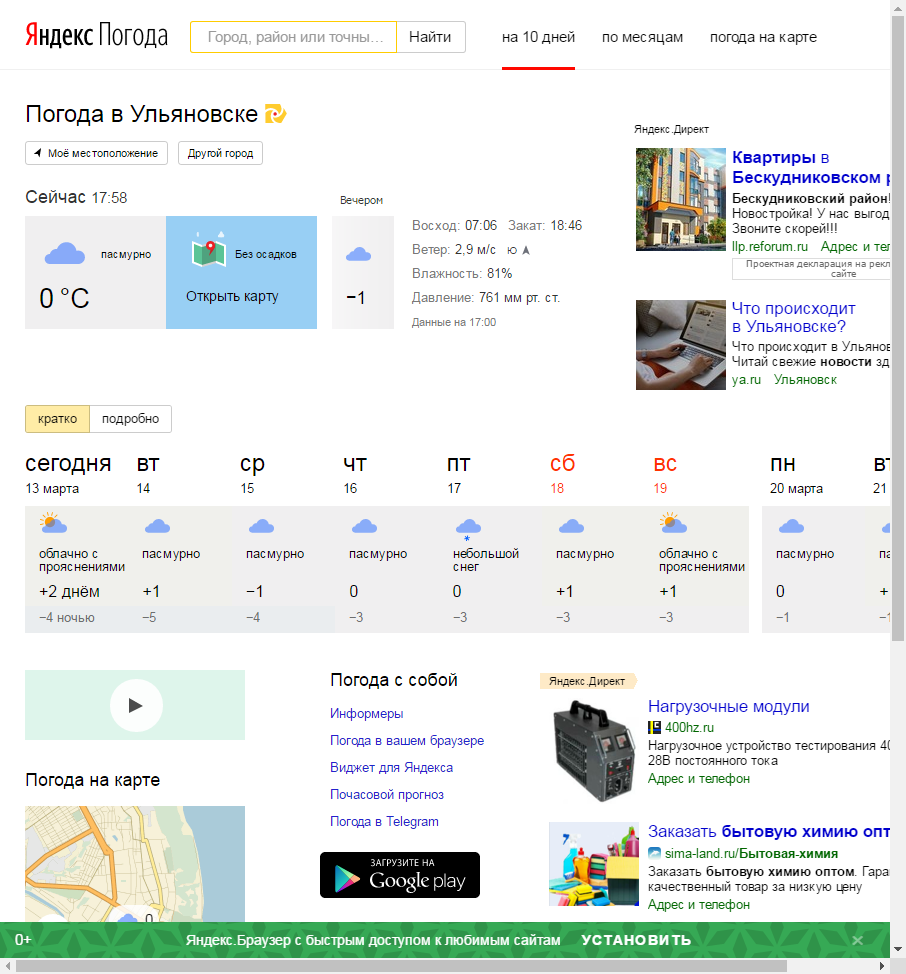 Яндекс Погода
Город, район или точны...
Найти
на 10 дней
по месяцам
погода на карте
Погода в Ульяновске
Моё местоположение
Другой город
Сейчас 17:58
Вечером
пасмурно
0 °C
Без осадков
Открыть карту
−1
Восход: 07:06 Закат: 18:46
Ветер: 2,9 м/с ю
Влажность: 81%
Давление: 761 мм рт. ст.
Данные на 17:00
Яндекс.Директ
Квартиры в
Бескудниковском р
Бескудниковский район!
Новостройка! У нас выгод
Звоните скорей!!!
llp.reforum.ru Адрес и тел
Проектная декларация на рекл
сайте
Что происходит
в Ульяновске?
Что происходит в Ульянов
Читай свежие новости зд
ya.ru Ульяновск
кратко
подробно
сегодня вт ср чт пт сб вс пн вт
13 марта 14 15 16 17 18 19 20 марта 21
облачно с прояснениями
пасмурно
пасмурно
пасмурно
небольшой снег
пасмурно
облачно с прояснениями
пасмурно
па
+2 днём +1 −1 0 0 +1 +1 0 +
−4 ночью −5 −4 −3 −3 −3 −3 −1 −1
Погода на карте
0
Погода с собой
Информеры
Погода в вашем браузере
Виджет для Яндекса
Почасовой прогноз
Погода в Telegram
ЗАГРУЗИТЕ НА
Google play
Яндекс.Директ
Нагрузочные модули
400hz.ru
Нагрузочное устройство тестирования 40
28В постоянного тока
Адрес и телефон
Заказать бытовую химию опт
sima-land.ru/Бытовая-химия
Заказать бытовую химию оптом. Гара
качественный товар за низкую цену
Адрес и телефон
0+
Яндекс.Браузер с быстрым доступом к любимым сайтам
УСТАНОВИТЬ